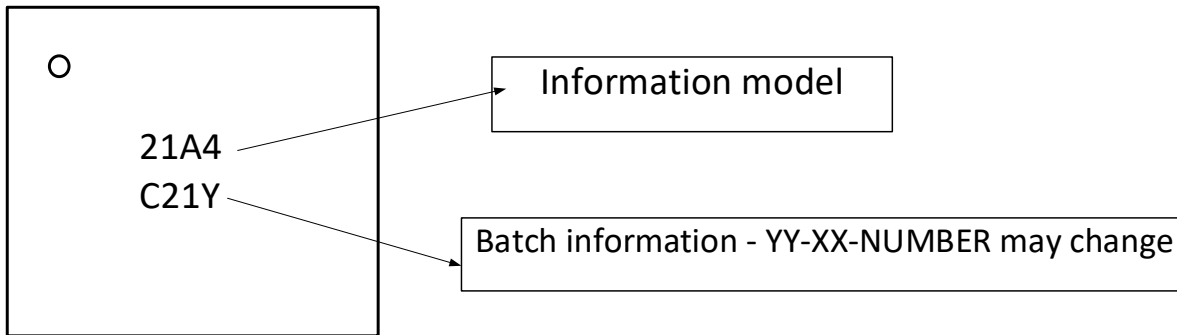 Information model
21A4
C21Y
Batch information - YY-XX-NUMBER may change